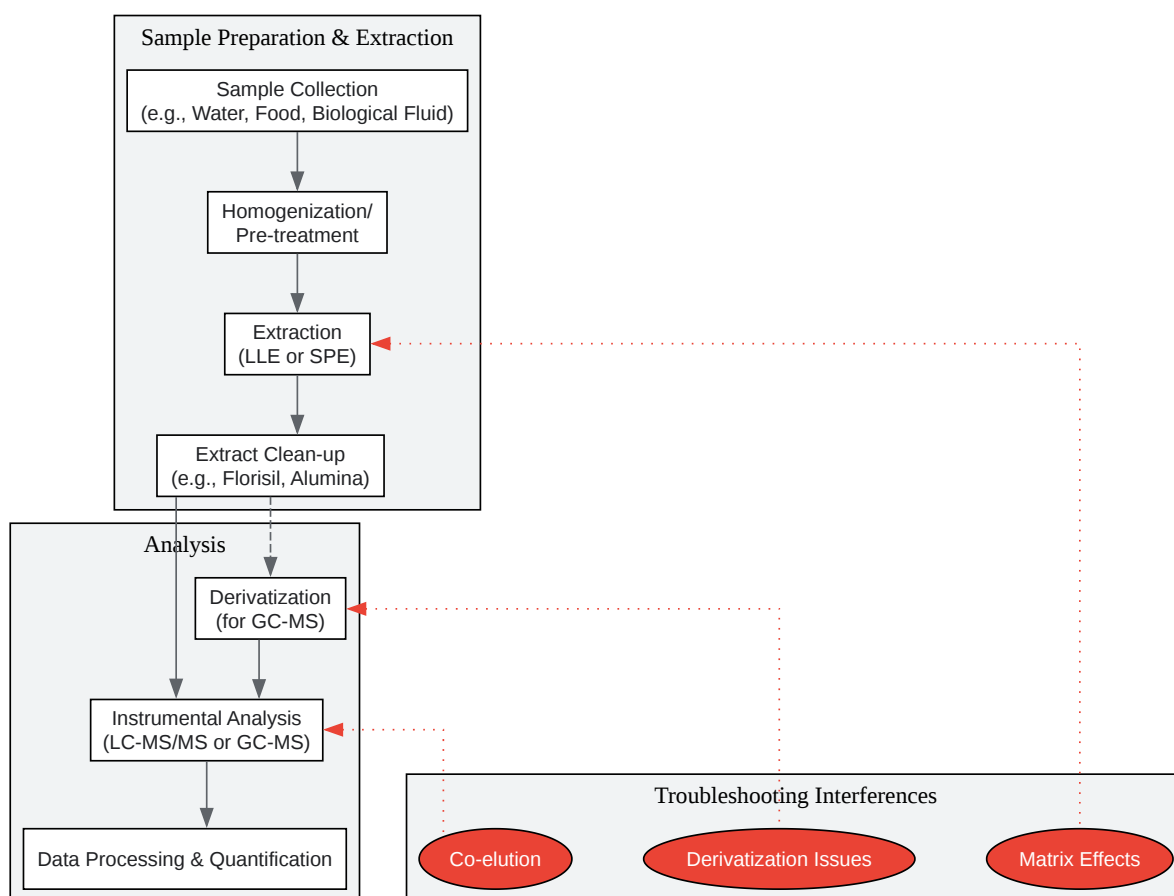 Sample Preparation & Extraction
Sample Collection
(e.g., Water, Food, Biological Fluid)
Homogenization/
Pre-treatment
Extraction
(LLE or SPE)
Extract Clean-up
(e.g., Florisil, Alumina)
Analysis
Derivatization
(for GC-MS)
Instrumental Analysis
(LC-MS/MS or GC-MS)
Data Processing & Quantification
Troubleshooting Interferences
Co-elution
Derivatization Issues
Matrix Effects